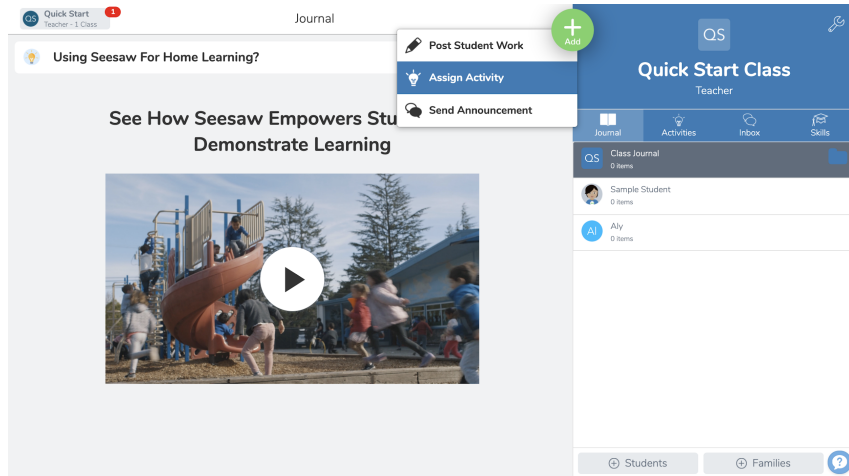 QS
Quick Start
Teacher - 1 Class
1
Journal
Using Seesaw For Home Learning?
Add
Post Student Work
Assign Activity
Send Announcement
See How Seesaw Empowers Stu
Demonstrate Learning
QS
Quick Start Class
Teacher
Journal
Activities
Inbox
Skills
QS
Class Journal
0 items
Sample Student
0 items
Al
Aly
0 items
Students
Families
?